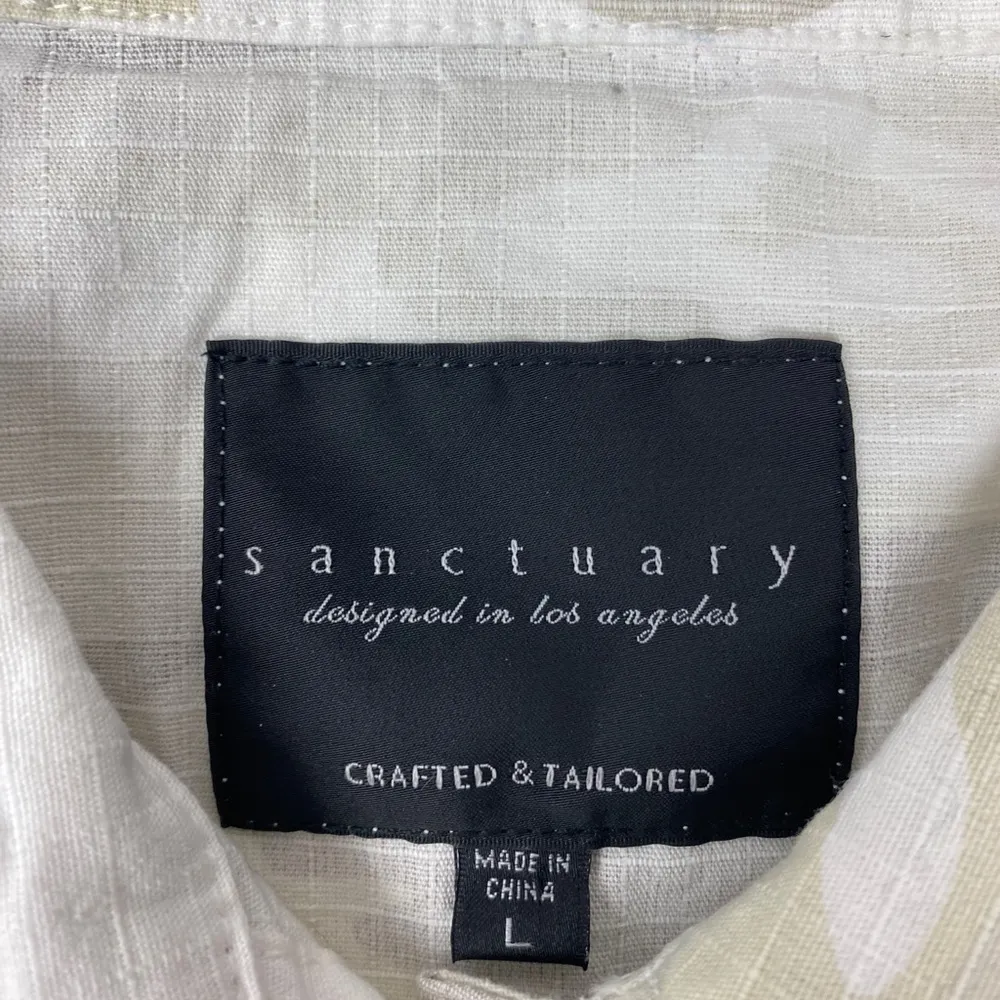 sanctuary
designed in los angeles
CRAFTED & TAILORED
MADE IN
CHINA
L